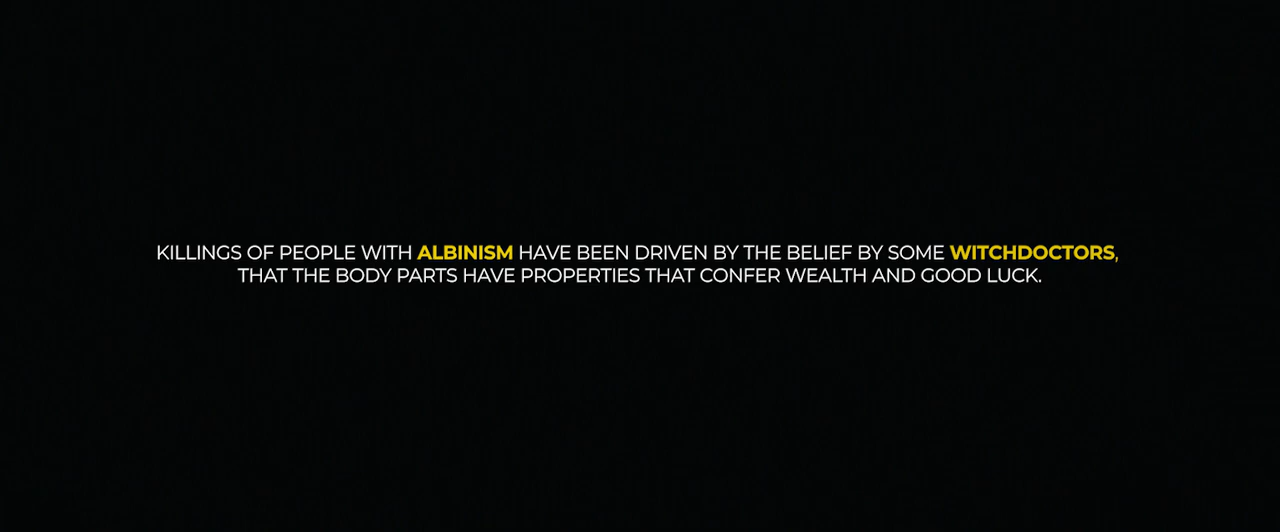 KILLINGS OF PEOPLE WITH ALBINISM HAVE BEEN DRIVEN BY THE BELIEF BY SOME WITCHDOCTORS,
THAT THE BODY PARTS HAVE PROPERTIES THAT CONFER WEALTH AND GOOD LUCK.